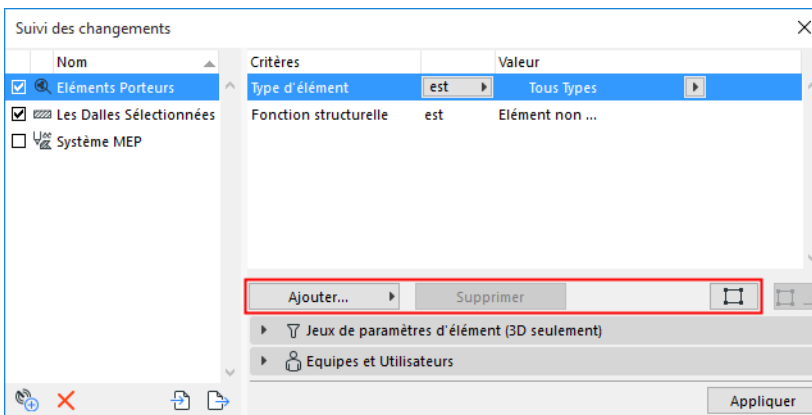 Suivi des changements
Nom
Critères
Valeur
Eléments Porteurs
Type d'élément
est
Tous Types
Les Dalles Sélectionnées
Fonction structurelle
est
Elément non ...
Système MEP
Ajouter...
Supprimer
...
Jeux de paramètres d'élément (3D seulement)
Equipes et Utilisateurs
Appliquer